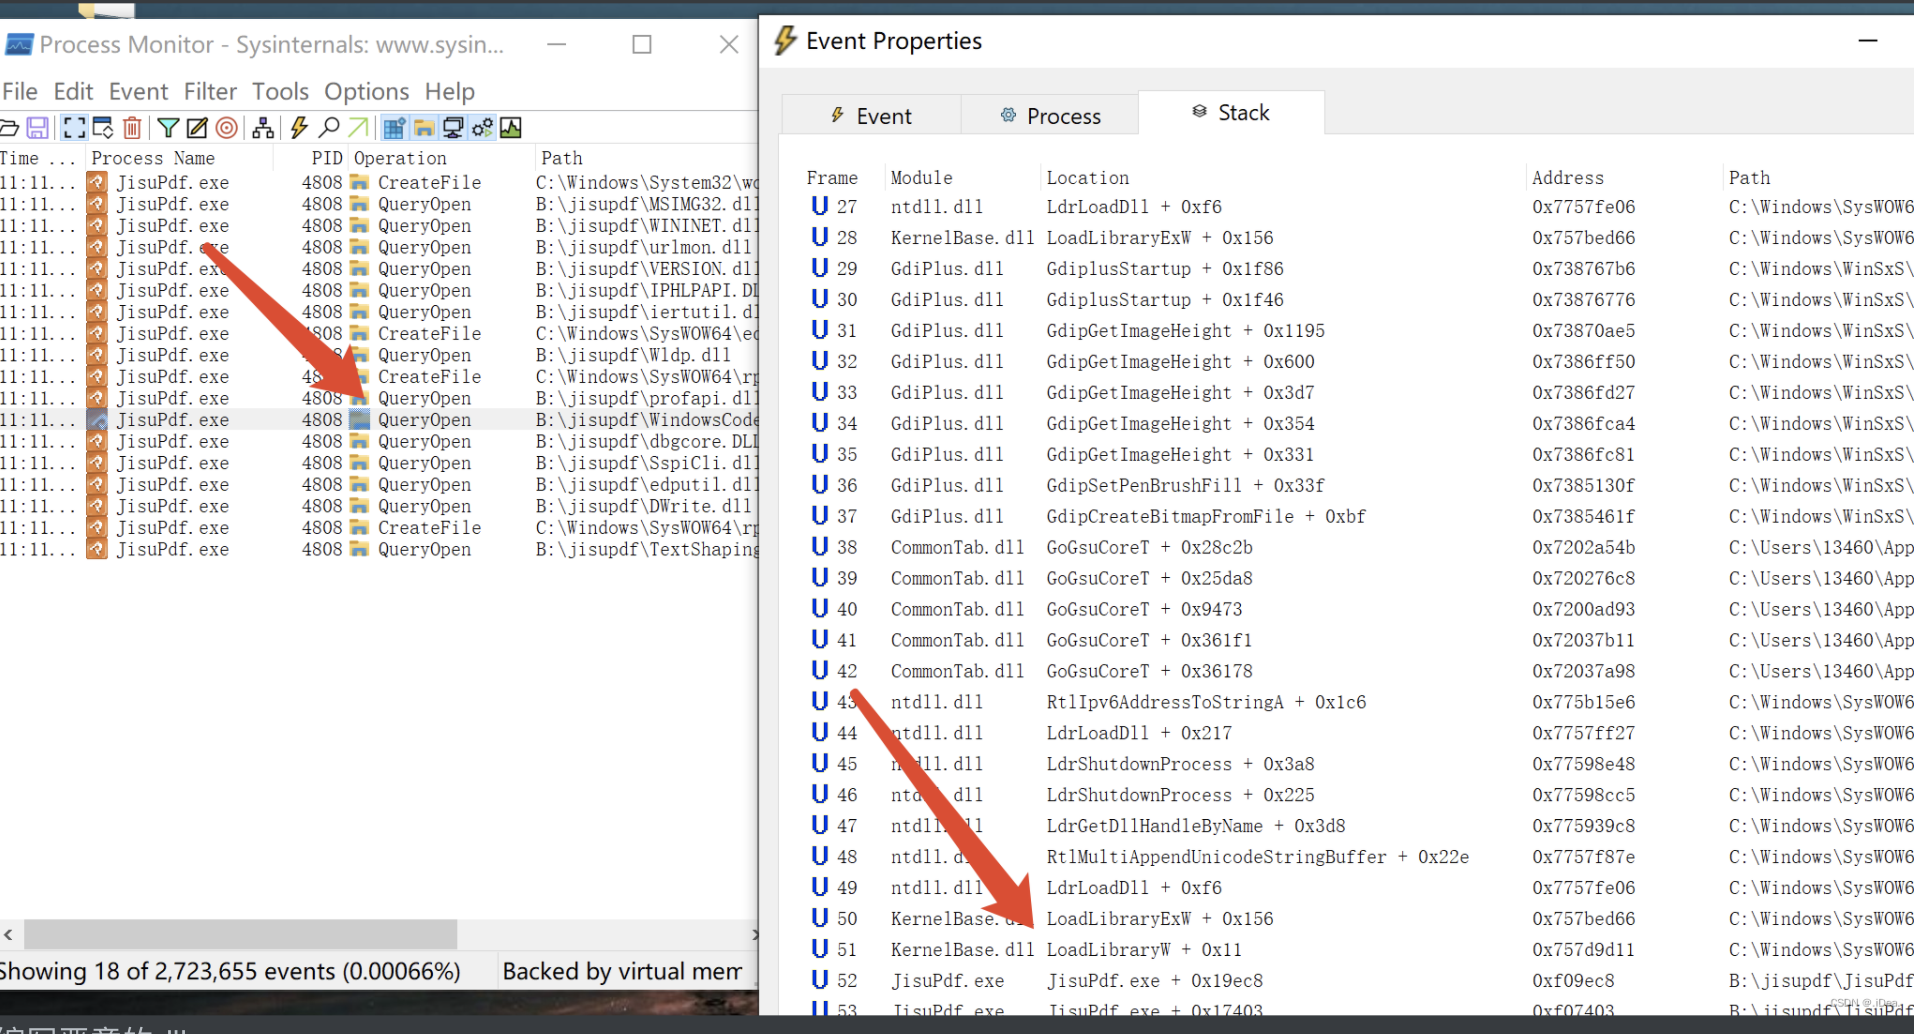 Process Monitor - Sysinternals: www.sysin...
File Edit Event Filter Tools Options Help
Time ... Process Name PID Operation Path
11:11... JisuPdf.exe 4808 CreateFile C:\Windows\System32\wo
11:11... JisuPdf.exe 4808 QueryOpen B:\jisupdf\MSIMG32.dll
11:11... JisuPdf.exe 4808 QueryOpen B:\jisupdf\WININET.dll
11:11... JisuPdf.exe 4808 QueryOpen B:\jisupdf\urlmon.dll
11:11... JisuPdf.exe 4808 QueryOpen B:\jisupdf\VERSION.dll
11:11... JisuPdf.exe 4808 QueryOpen B:\jisupdf\IPHLPAPI.DL
11:11... JisuPdf.exe 4808 QueryOpen B:\jisupdf\iertutil.dl
11:11... JisuPdf.exe 4808 CreateFile C:\Windows\SysWOW64\ed
11:11... JisuPdf.exe 4808 QueryOpen B:\jisupdf\Wldp.dll
11:11... JisuPdf.exe 4808 CreateFile C:\Windows\SysWOW64\rp
11:11... JisuPdf.exe 4808 QueryOpen B:\jisupdf\profapi.dll
11:11... JisuPdf.exe 4808 QueryOpen B:\jisupdf\WindowsCode
11:11... JisuPdf.exe 4808 QueryOpen B:\jisupdf\dbgcore.DLL
11:11... JisuPdf.exe 4808 QueryOpen B:\jisupdf\SspiCli.dll
11:11... JisuPdf.exe 4808 QueryOpen B:\jisupdf\edputil.dll
11:11... JisuPdf.exe 4808 QueryOpen B:\jisupdf\DWrite.dll
11:11... JisuPdf.exe 4808 CreateFile C:\Windows\SysWOW64\rp
11:11... JisuPdf.exe 4808 QueryOpen B:\jisupdf\TextShaping
Showing 18 of 2,723,655 events (0.00066%) Backed by virtual mem
Event Properties
Event Process Stack
Frame Module Location Address Path
U 27 ntdll.dll LdrLoadDll + 0xf6 0x7757fe06 C:\Windows\SysWOW6
U 28 KernelBase.dll LoadLibraryExW + 0x156 0x757bed66 C:\Windows\SysWOW6
U 29 GdiPlus.dll GdiplusStartup + 0x1f86 0x738767b6 C:\Windows\WinSxS\
U 30 GdiPlus.dll GdiplusStartup + 0x1f46 0x73876776 C:\Windows\WinSxS\
U 31 GdiPlus.dll GdipGetImageHeight + 0x1195 0x73870ae5 C:\Windows\WinSxS\
U 32 GdiPlus.dll GdipGetImageHeight + 0x600 0x7386ff50 C:\Windows\WinSxS\
U 33 GdiPlus.dll GdipGetImageHeight + 0x3d7 0x7386fd27 C:\Windows\WinSxS\
U 34 GdiPlus.dll GdipGetImageHeight + 0x354 0x7386fca4 C:\Windows\WinSxS\
U 35 GdiPlus.dll GdipGetImageHeight + 0x331 0x7386fc81 C:\Windows\WinSxS\
U 36 GdiPlus.dll GdipSetPenBrushFill + 0x33f 0x7385130f C:\Windows\WinSxS\
U 37 GdiPlus.dll GdipCreateBitmapFromFile + 0xbf 0x7385461f C:\Windows\WinSxS\
U 38 CommonTab.dll GoGsuCoreT + 0x28c2b 0x7202a54b C:\Users\13460\App
U 39 CommonTab.dll GoGsuCoreT + 0x25da8 0x720276c8 C:\Users\13460\App
U 40 CommonTab.dll GoGsuCoreT + 0x9473 0x7200ad93 C:\Users\13460\App
U 41 CommonTab.dll GoGsuCoreT + 0x361f1 0x72037b11 C:\Users\13460\App
U 42 CommonTab.dll GoGsuCoreT + 0x36178 0x72037a98 C:\Users\13460\App
U 43 ntdll.dll RtlIpv6AddressToStringA + 0x1c6 0x775b15e6 C:\Windows\SysWOW6
U 44 ntdll.dll LdrLoadDll + 0x217 0x7757ff27 C:\Windows\SysWOW6
U 45 ntdll.dll LdrShutdownProcess + 0x3a8 0x77598e48 C:\Windows\SysWOW6
U 46 ntdll.dll LdrShutdownProcess + 0x225 0x77598cc5 C:\Windows\SysWOW6
U 47 ntdll.dll LdrGetDllHandleByName + 0x3d8 0x775939c8 C:\Windows\SysWOW6
U 48 ntdll.dll RtlMultiAppendUnicodeStringBuffer + 0x22e 0x7757f87e C:\Windows\SysWOW6
U 49 ntdll.dll LdrLoadDll + 0xf6 0x7757fe06 C:\Windows\SysWOW6
U 50 KernelBase.dll LoadLibraryExW + 0x156 0x757bed66 C:\Windows\SysWOW6
U 51 KernelBase.dll LoadLibraryW + 0x11 0x757d9d11 C:\Windows\SysWOW6
U 52 JisuPdf.exe JisuPdf.exe + 0x19ec8 0xf09ec8 B:\jisupdf\JisuPdf
U 53 JisuPdf.exe JisuPdf.exe + 0x17403 0xf07403 B:\jisupdf\JisuPdf
CSDN @.iDea.